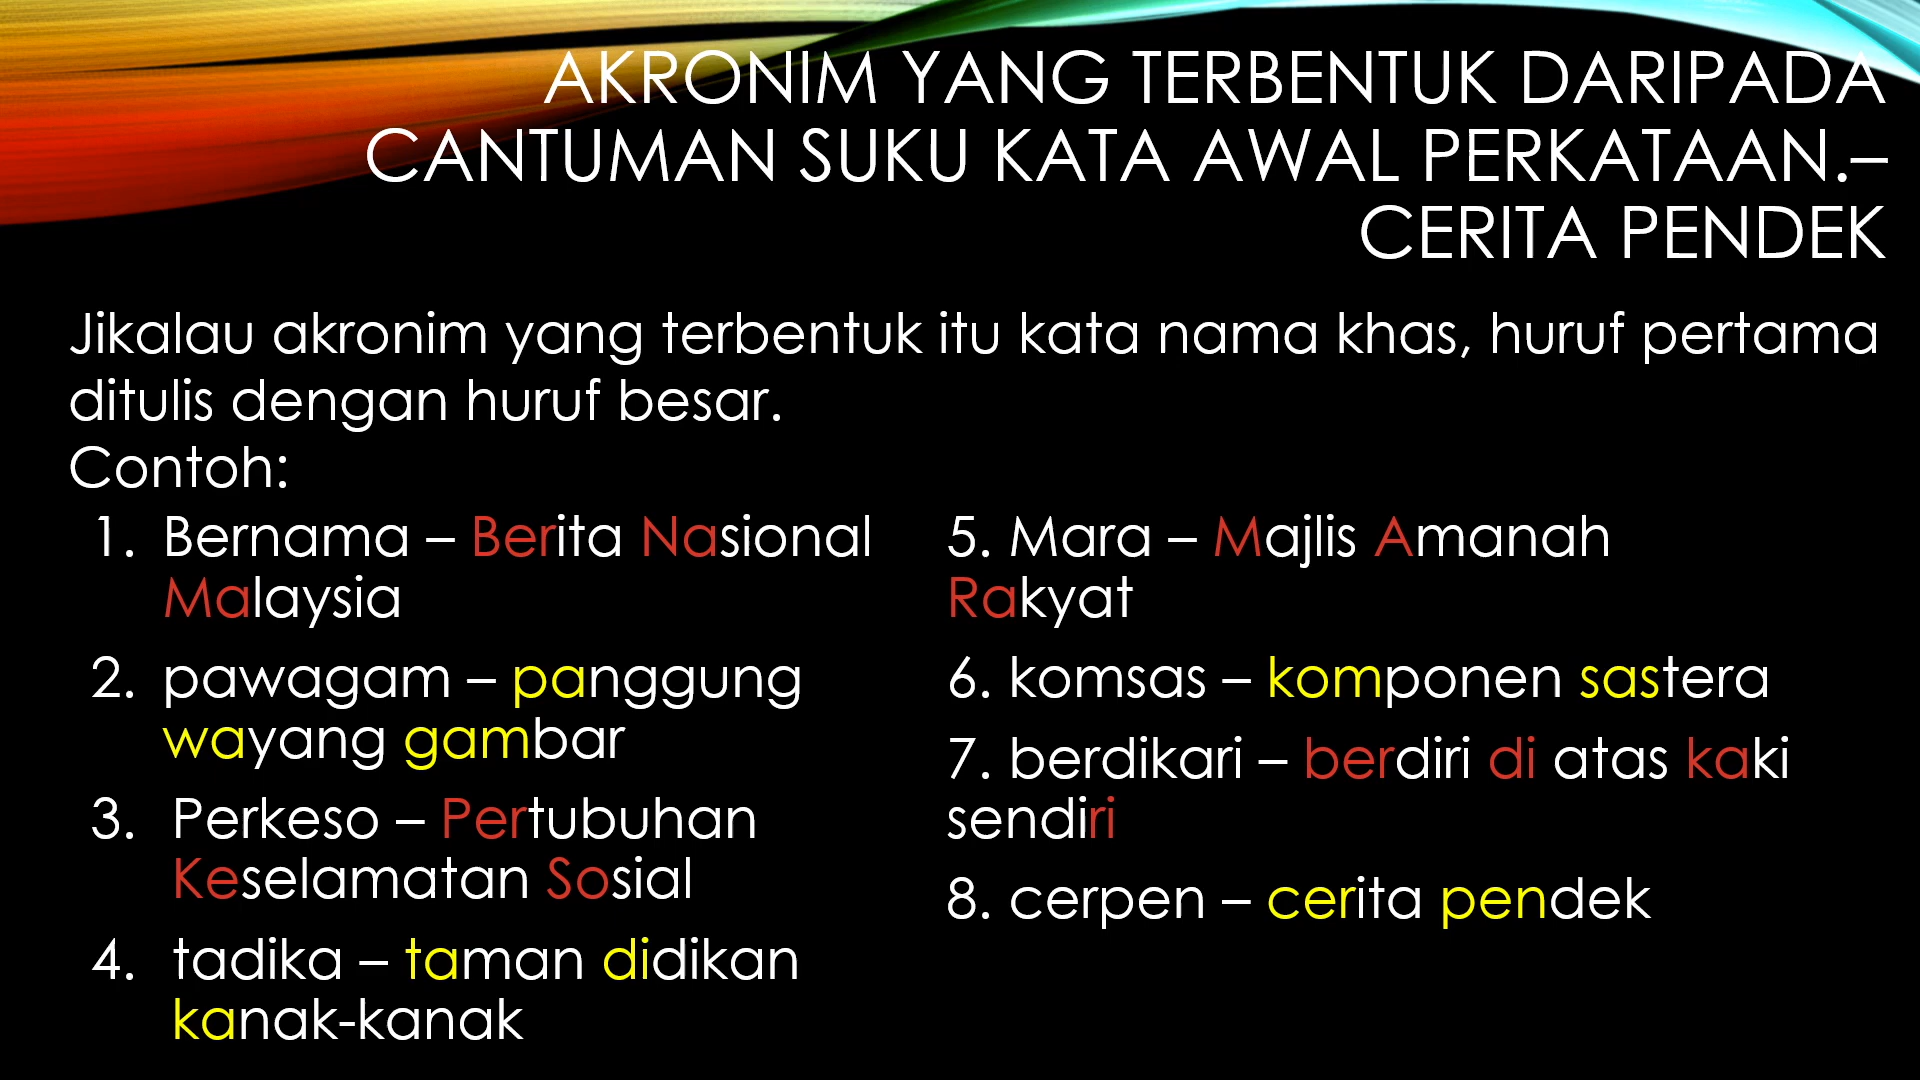 AKRONIM YANG TERBENTUK DARIPADA
CANTUMAN SUKU KATA AWAL PERKATAAN.–
CERITA PENDEK
Jikalau akronim yang terbentuk itu kata nama khas, huruf pertama
ditulis dengan huruf besar.
Contoh:
1. Bernama – Berita Nasional
Malaysia
2. pawagam – panggung
wayang gambar
3. Perkeso – Pertubuhan
Keselamatan Sosial
4. tadika – taman didikan
kanak-kanak
5. Mara – Majlis Amanah
Rakyat
6. komsas – komponen sastera
7. berdikari – berdiri di atas kaki
sendiri
8. cerpen – cerita pendek